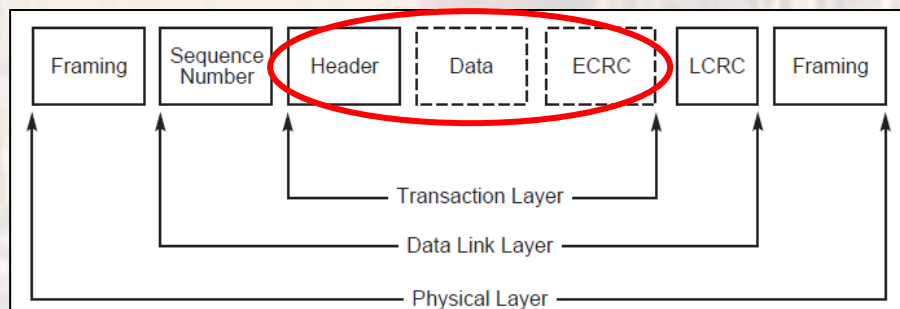 Framing
Sequence
Number
Header
Data
ECRC
LCRC
Framing
Transaction Layer
Data Link Layer
Physical Layer